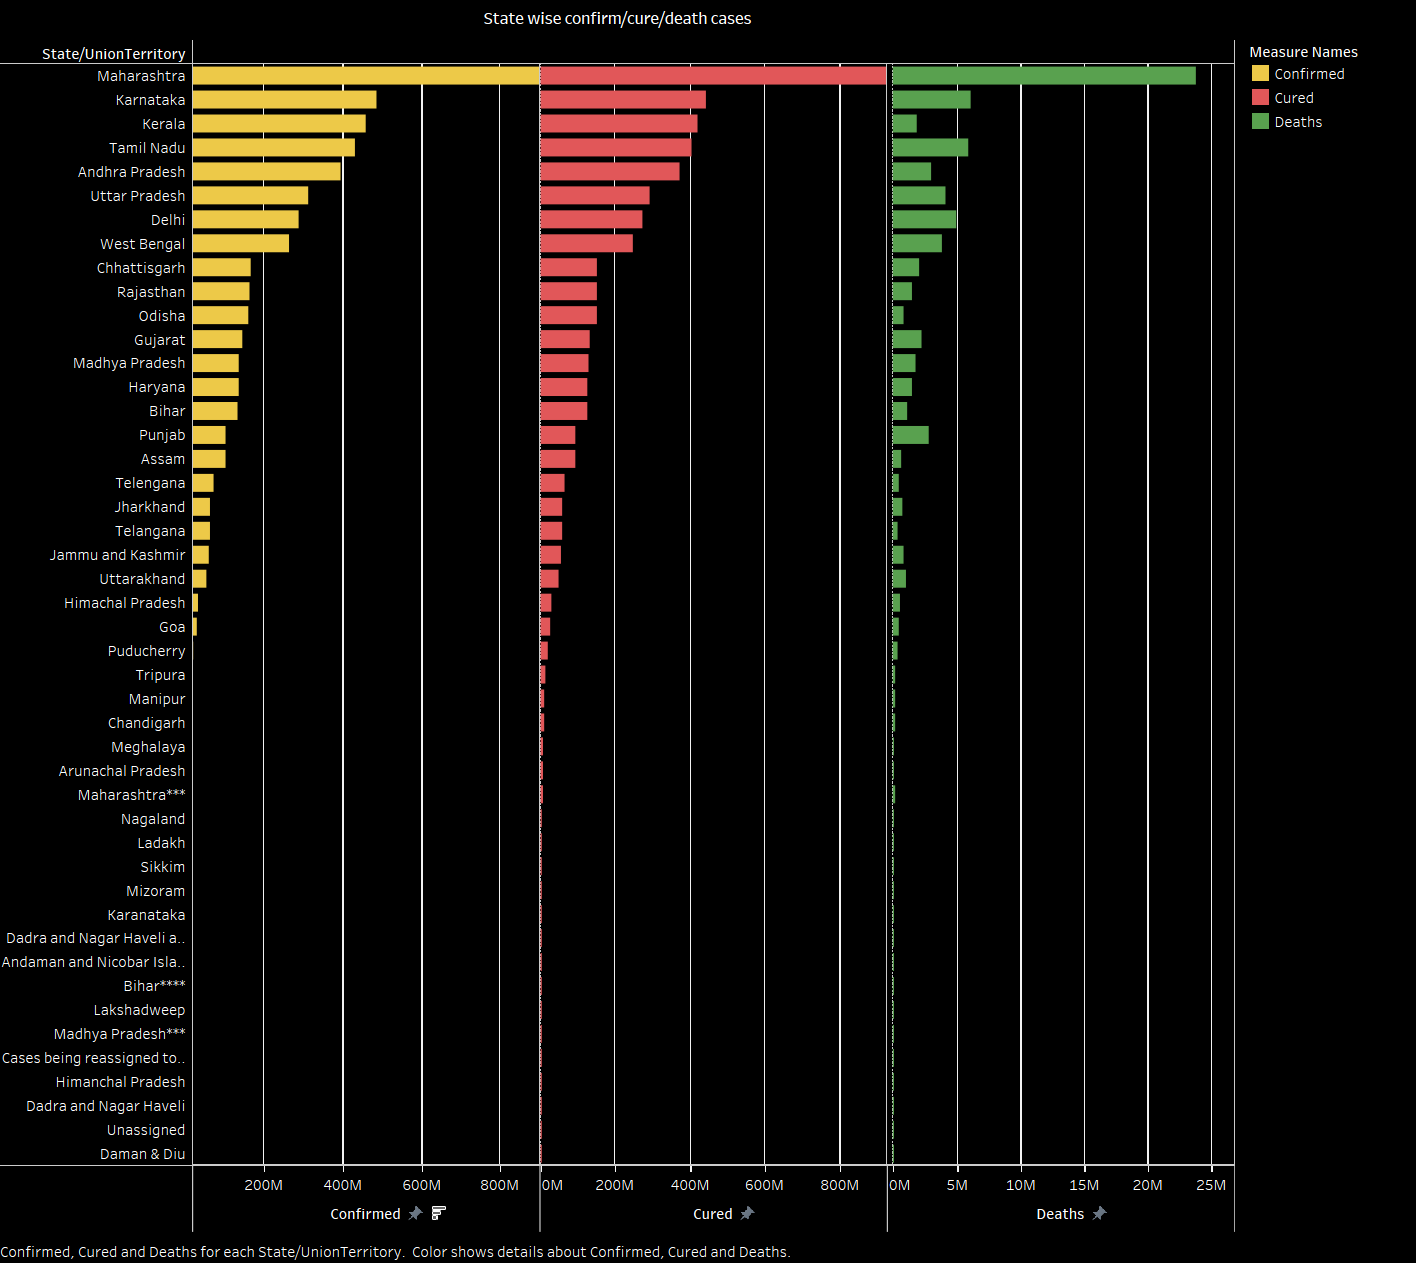 State wise confirm/cure/death cases
State/UnionTerritory
Measure Names
Confirmed
Cured
Deaths
Maharashtra
Karnataka
Kerala
Tamil Nadu
Andhra Pradesh
Uttar Pradesh
Delhi
West Bengal
Chhattisgarh
Rajasthan
Odisha
Gujarat
Madhya Pradesh
Haryana
Bihar
Punjab
Assam
Telengana
Jharkhand
Telangana
Jammu and Kashmir
Uttarakhand
Himachal Pradesh
Goa
Puducherry
Tripura
Manipur
Chandigarh
Meghalaya
Arunachal Pradesh
Maharashtra***
Nagaland
Ladakh
Sikkim
Mizoram
Karanataka
Dadra and Nagar Haveli a..
Andaman and Nicobar Isla..
Bihar****
Lakshadweep
Madhya Pradesh***
Cases being reassigned to..
Himanchal Pradesh
Dadra and Nagar Haveli
Unassigned
Daman & Diu
200M 400M 600M 800M 0M 200M 400M 600M 800M 0M 5M 10M 15M 20M 25M
Confirmed Cured Deaths
Confirmed, Cured and Deaths for each State/UnionTerritory. Color shows details about Confirmed, Cured and Deaths.